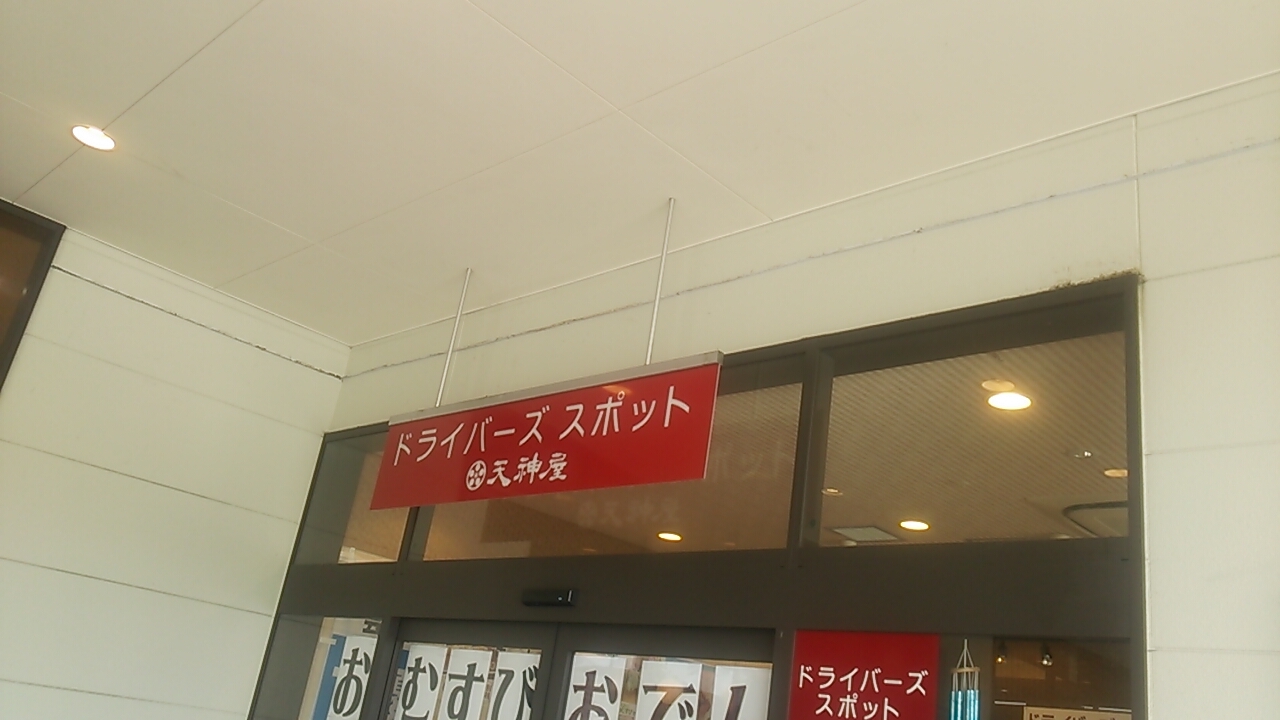 ドライバーズ スポット
天神屋
おむすび
おで
ドライバーズ
スポット